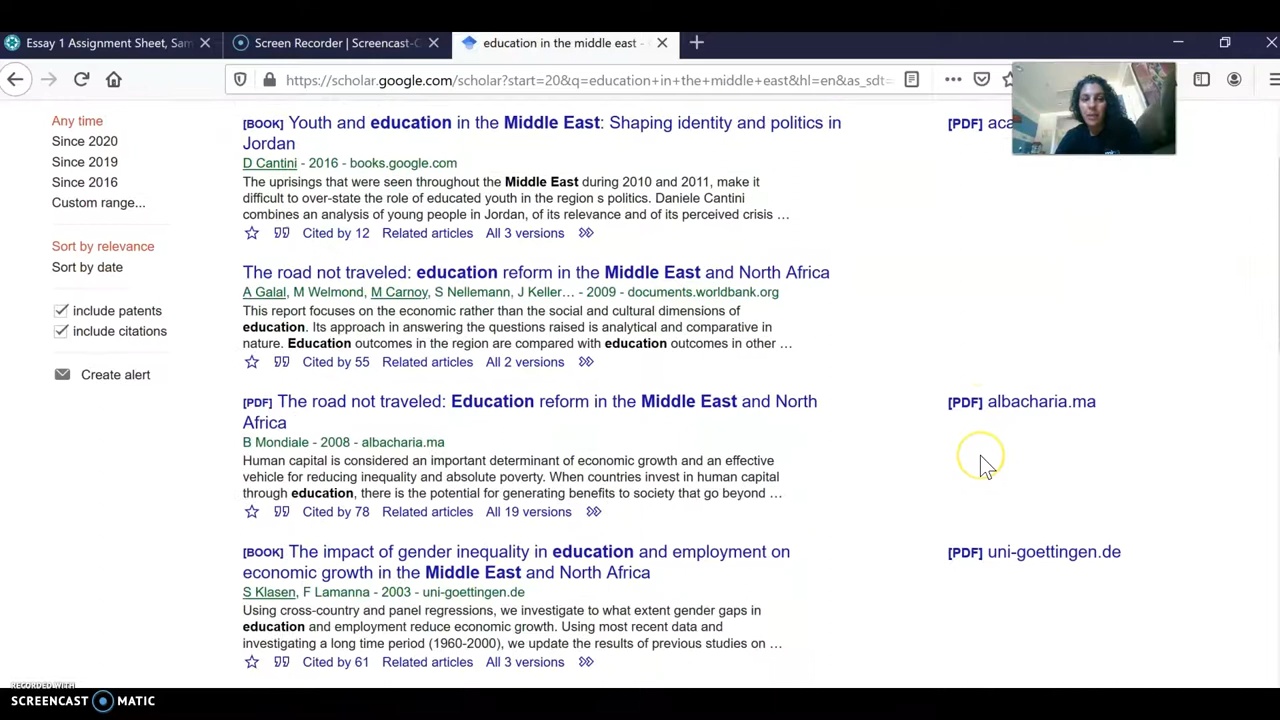 Essay 1 Assignment Sheet, Sam
Screen Recorder | Screencast-O
education in the middle east -
https://scholar.google.com/scholar?start=20&q=education+in+the+middle+east&hl=en&as_sdt=
Any time
Since 2020
Since 2019
Since 2016
Custom range...
Sort by relevance
Sort by date
include patents
include citations
Create alert
[BOOK] Youth and education in the Middle East: Shaping identity and politics in
Jordan
D Cantini - 2016 - books.google.com
The uprisings that were seen throughout the Middle East during 2010 and 2011, make it
difficult to over-state the role of educated youth in the region s politics. Daniele Cantini
combines an analysis of young people in Jordan, of its relevance and of its perceived crisis ...
Cited by 12 Related articles All 3 versions
[PDF]
The road not traveled: education reform in the Middle East and North Africa
A Galal, M Welmond, M Carnoy, S Nellemann, J Keller… - 2009 - documents.worldbank.org
This report focuses on the economic rather than the social and cultural dimensions of
education. Its approach in answering the questions raised is analytical and comparative in
nature. Education outcomes in the region are compared with education outcomes in other ...
Cited by 55 Related articles All 2 versions
[PDF] The road not traveled: Education reform in the Middle East and North
Africa
B Mondiale - 2008 - albacharia.ma
Human capital is considered an important determinant of economic growth and an effective
vehicle for reducing inequality and absolute poverty. When countries invest in human capital
through education, there is the potential for generating benefits to society that go beyond ...
Cited by 78 Related articles All 19 versions
[PDF] albacharia.ma
[BOOK] The impact of gender inequality in education and employment on
economic growth in the Middle East and North Africa
S Klasen, F Lamanna - 2003 - uni-goettingen.de
Using cross-country and panel regressions, we investigate to what extent gender gaps in
education and employment reduce economic growth. Using most recent data and
investigating a long time period (1960-2000), we update the results of previous studies on ...
Cited by 61 Related articles All 3 versions
[PDF] uni-goettingen.de
RECORDED WITH
SCREENCAST MATIC